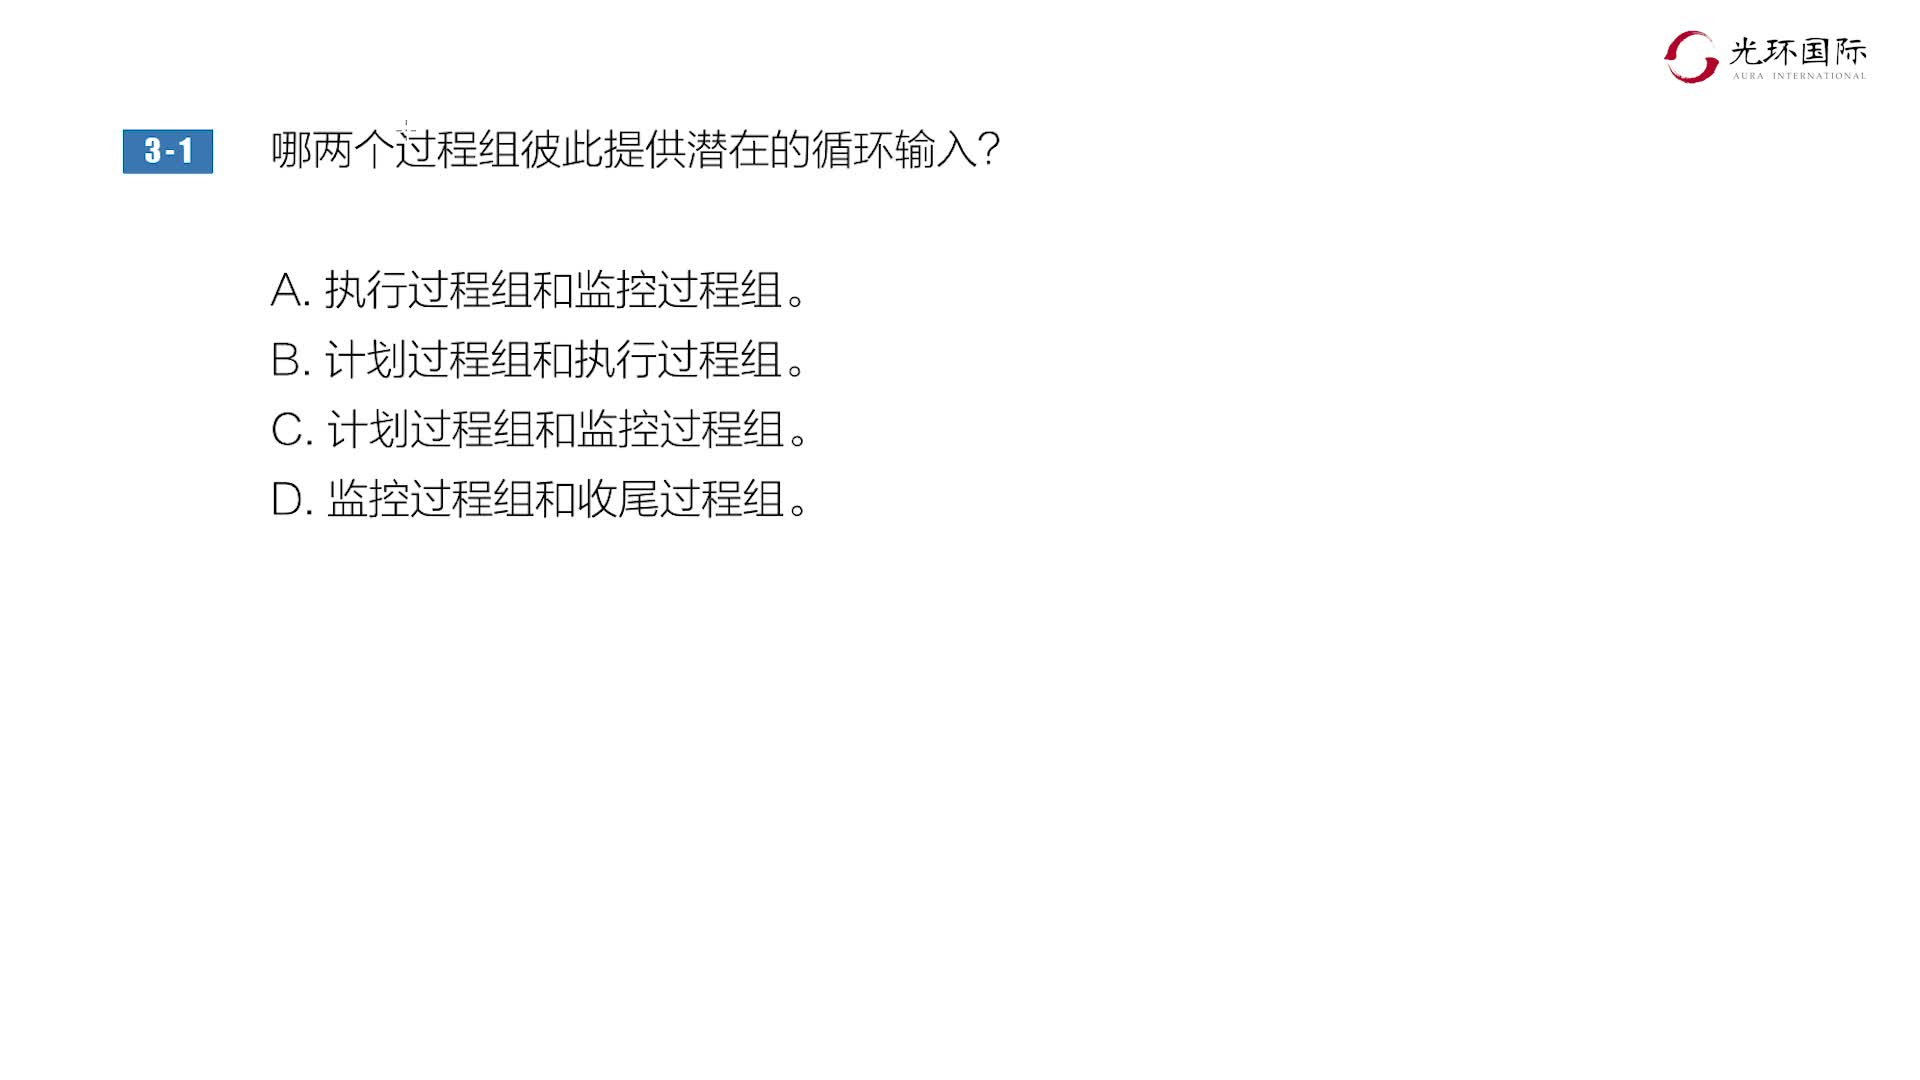 光环国际
AURA INTERNATIONAL
3-1 哪两个过程组彼此提供潜在的循环输入?
A. 执行过程组和监控过程组。
B. 计划过程组和执行过程组。
C. 计划过程组和监控过程组。
D. 监控过程组和收尾过程组。